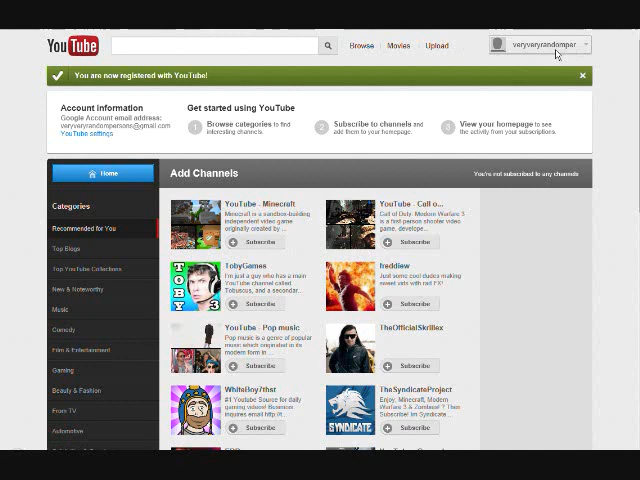 YouTube
Browse Movies Upload veryveryrandomper
You are now registered with YouTube!
Account information
Google Account email address:
veryveryrandompersons@gmail.com
YouTube settings
Get started using YouTube
1 Browse categories to find
interesting channels.
2 Subscribe to channels and
add them to your homepage.
3 View your homepage to see
the activity from your subscriptions.
Home
Categories
Recommended for You
Top Blogs
Top YouTube Collections
New & Noteworthy
Music
Comedy
Film & Entertainment
Gaming
Beauty & Fashion
From TV
Automotive
Add Channels
You're not subscribed to any channels
YouTube - Minecraft
Minecraft is a sandbox-building
independent video game
originally created by ...
Subscribe
YouTube - Call o...
Call of Duty: Modern Warfare 3
is a first person shooter video
game, develope...
Subscribe
TOBY
3
TobyGames
I'm just a guy who has a main
YouTube channel called
Tobuscus, and a secondar...
Subscribe
freddiew
Just some cool dudes making
sweet vids with rad FX!
Subscribe
YouTube - Pop music
Pop music is a genre of popular
music which originated in its
modern form in ...
Subscribe
TheOfficialSkrillex
Subscribe
WhiteBoy7thst
#1 Youtube Source for daily
gaming videos! Business
inquires email http://t...
Subscribe
SYNDICATE
TheSyndicateProject
Enjoy, Minecraft, Modern
Warfare 3 & Zombies! ? Then
Subscribe! Im Syndicate...
Subscribe